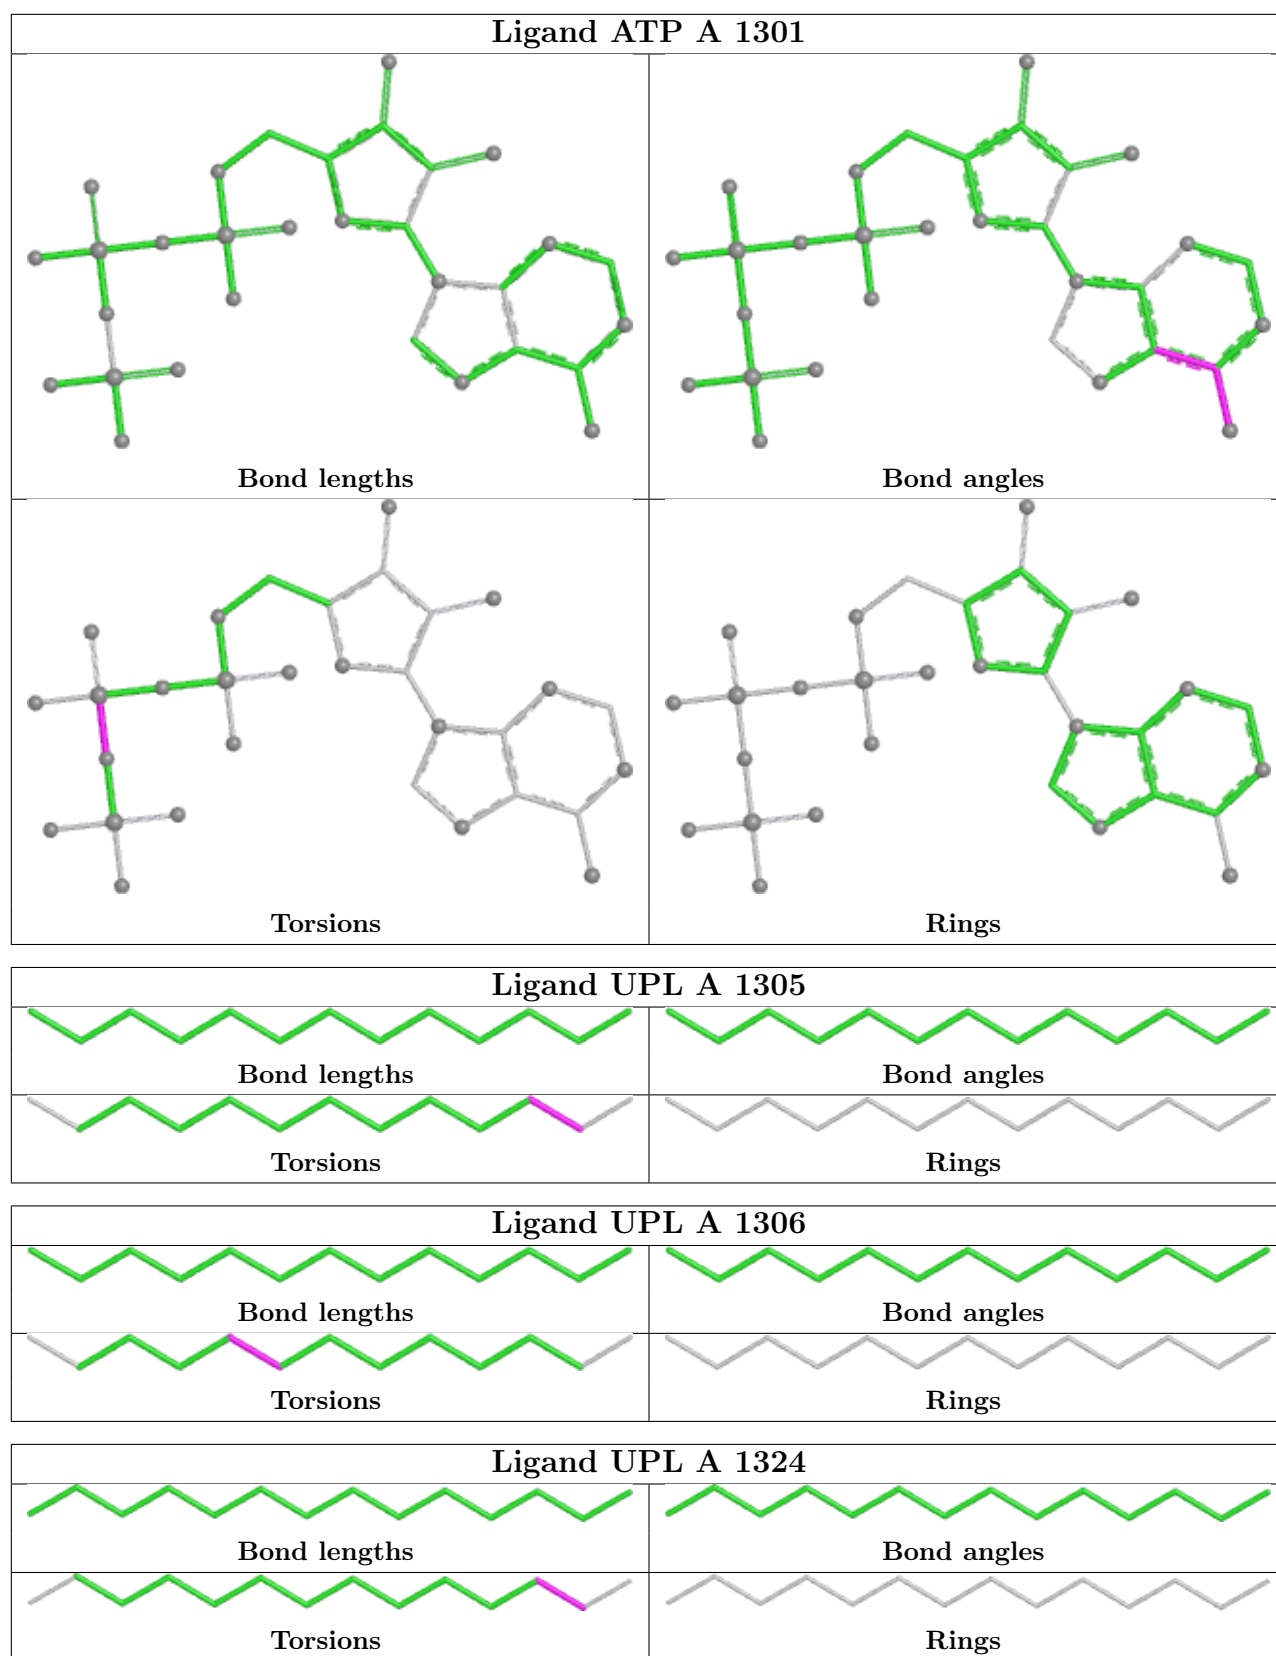 Ligand ATP A 1301
Bond lengths
Bond angles
Torsions
Rings
Ligand UPL A 1305
Bond lengths
Bond angles
Torsions
Rings
Ligand UPL A 1306
Bond lengths
Bond angles
Torsions
Rings
Ligand UPL A 1324
Bond lengths
Bond angles
Torsions
Rings